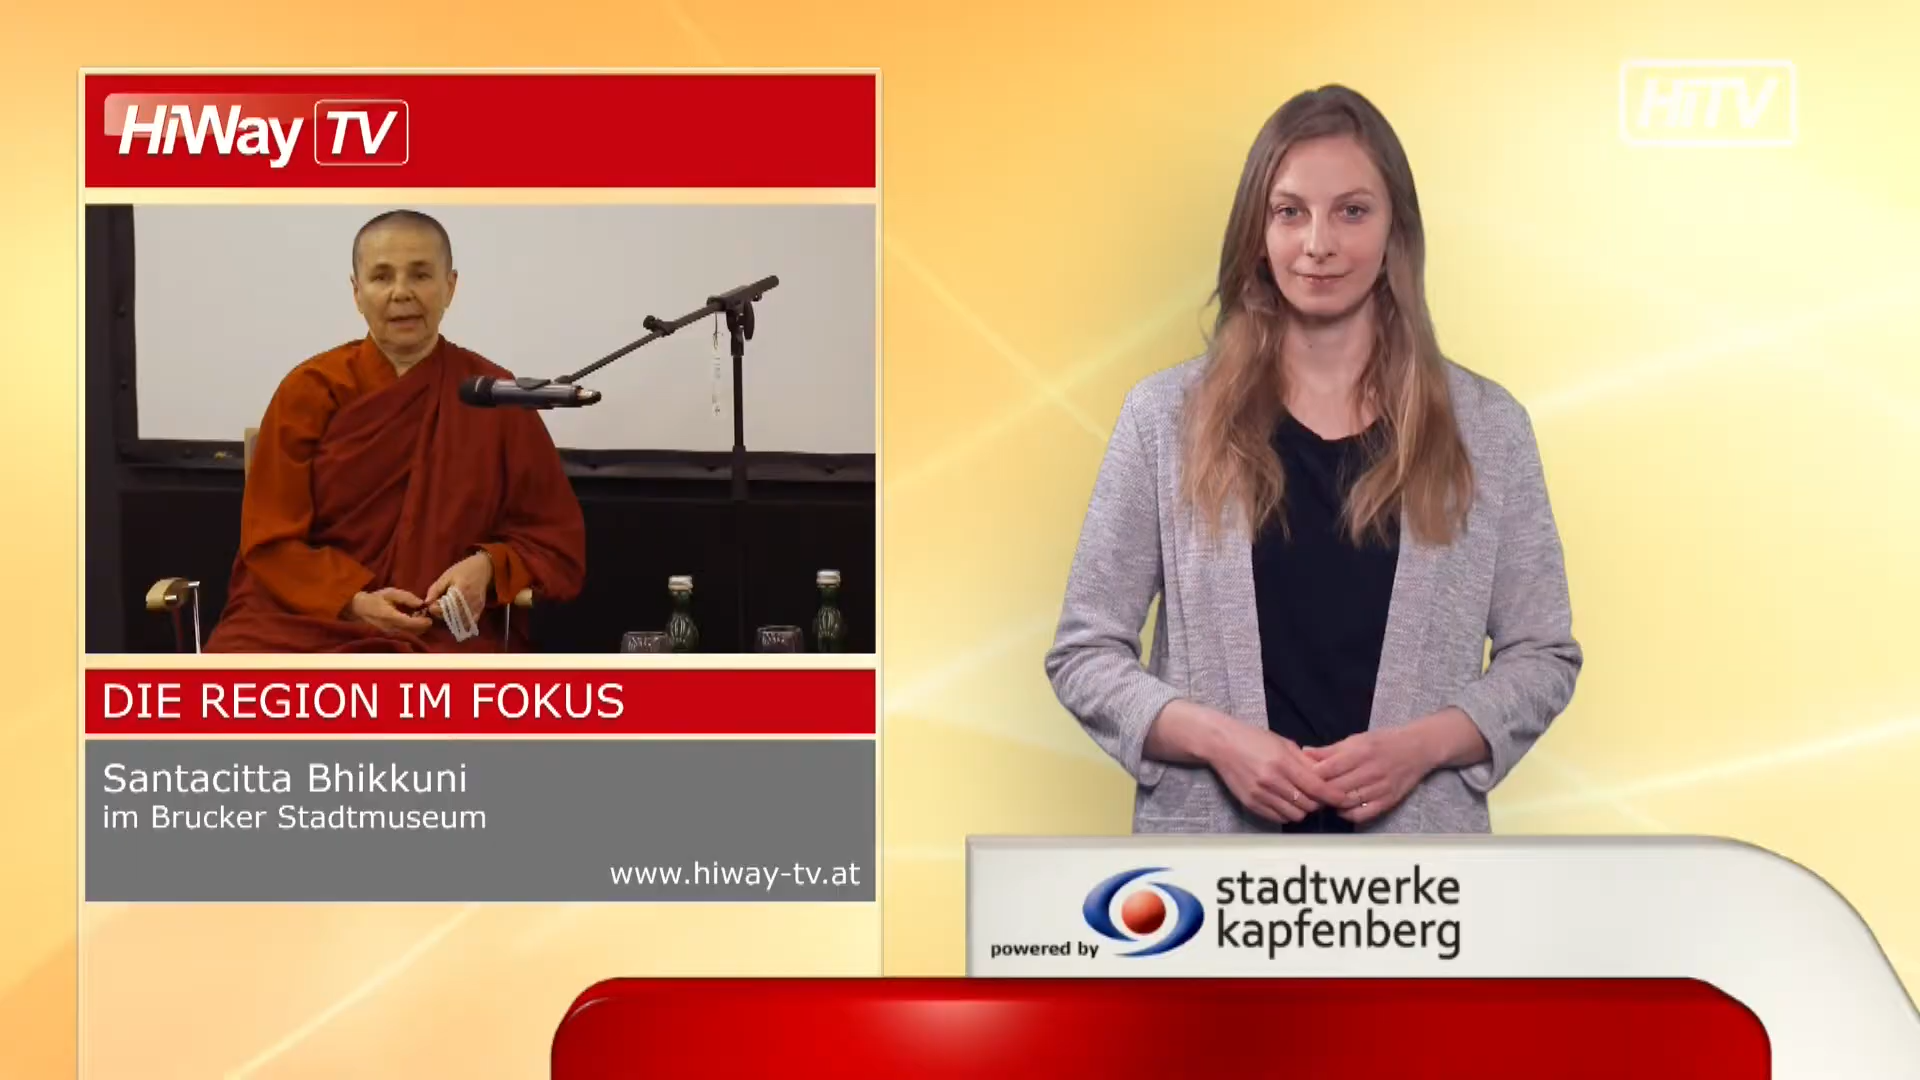 HiWay TV
HiTV
DIE REGION IM FOKUS
Santacitta Bhikkuni
im Brucker Stadtmuseum
www.hiway-tv.at
powered by
stadtwerke
kapfenberg